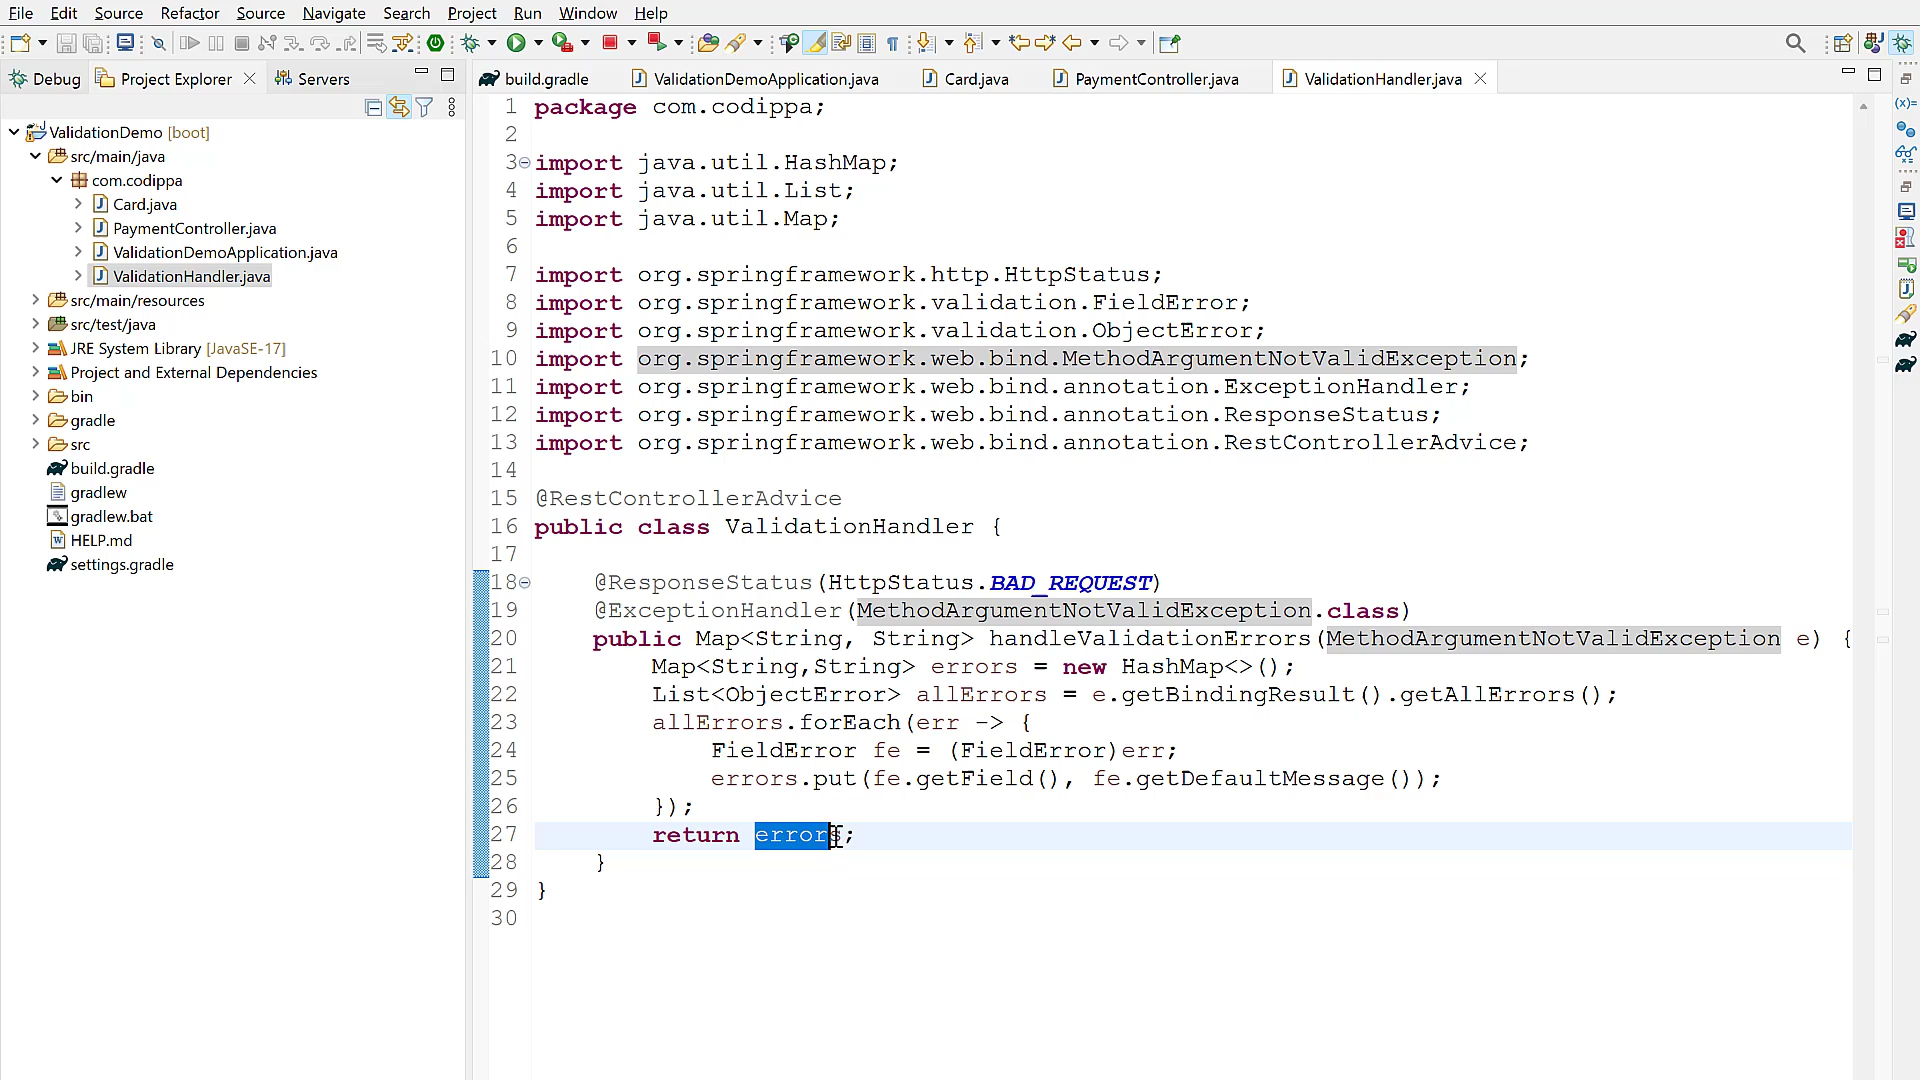 File Edit Source Refactor Source Navigate Search Project Run Window Help
Debug Project Explorer Servers
ValidationDemo [boot]
src/main/java
com.codippa
Card.java
PaymentController.java
ValidationDemoApplication.java
ValidationHandler.java
src/main/resources
src/test/java
JRE System Library [JavaSE-17]
Project and External Dependencies
bin
gradle
src
build.gradle
gradlew
gradlew.bat
HELP.md
settings.gradle
build.gradle ValidationDemoApplication.java Card.java PaymentController.java ValidationHandler.java
1 package com.codippa;
2
3 import java.util.HashMap;
4 import java.util.List;
5 import java.util.Map;
6
7 import org.springframework.http.HttpStatus;
8 import org.springframework.validation.FieldError;
9 import org.springframework.validation.ObjectError;
10 import org.springframework.web.bind.MethodArgumentNotValidException;
11 import org.springframework.web.bind.annotation.ExceptionHandler;
12 import org.springframework.web.bind.annotation.ResponseStatus;
13 import org.springframework.web.bind.annotation.RestControllerAdvice;
14
15 @RestControllerAdvice
16 public class ValidationHandler {
17
18 @ResponseStatus(HttpStatus.BAD_REQUEST)
19 @ExceptionHandler(MethodArgumentNotValidException.class)
20 public Map<String, String> handleValidationErrors(MethodArgumentNotValidException e) {
21 Map<String,String> errors = new HashMap<>();
22 List<ObjectError> allErrors = e.getBindingResult().getAllErrors();
23 allErrors.forEach(err -> {
24 FieldError fe = (FieldError)err;
25 errors.put(fe.getField(), fe.getDefaultMessage());
26 });
27 return errors;
28 }
29 }
30